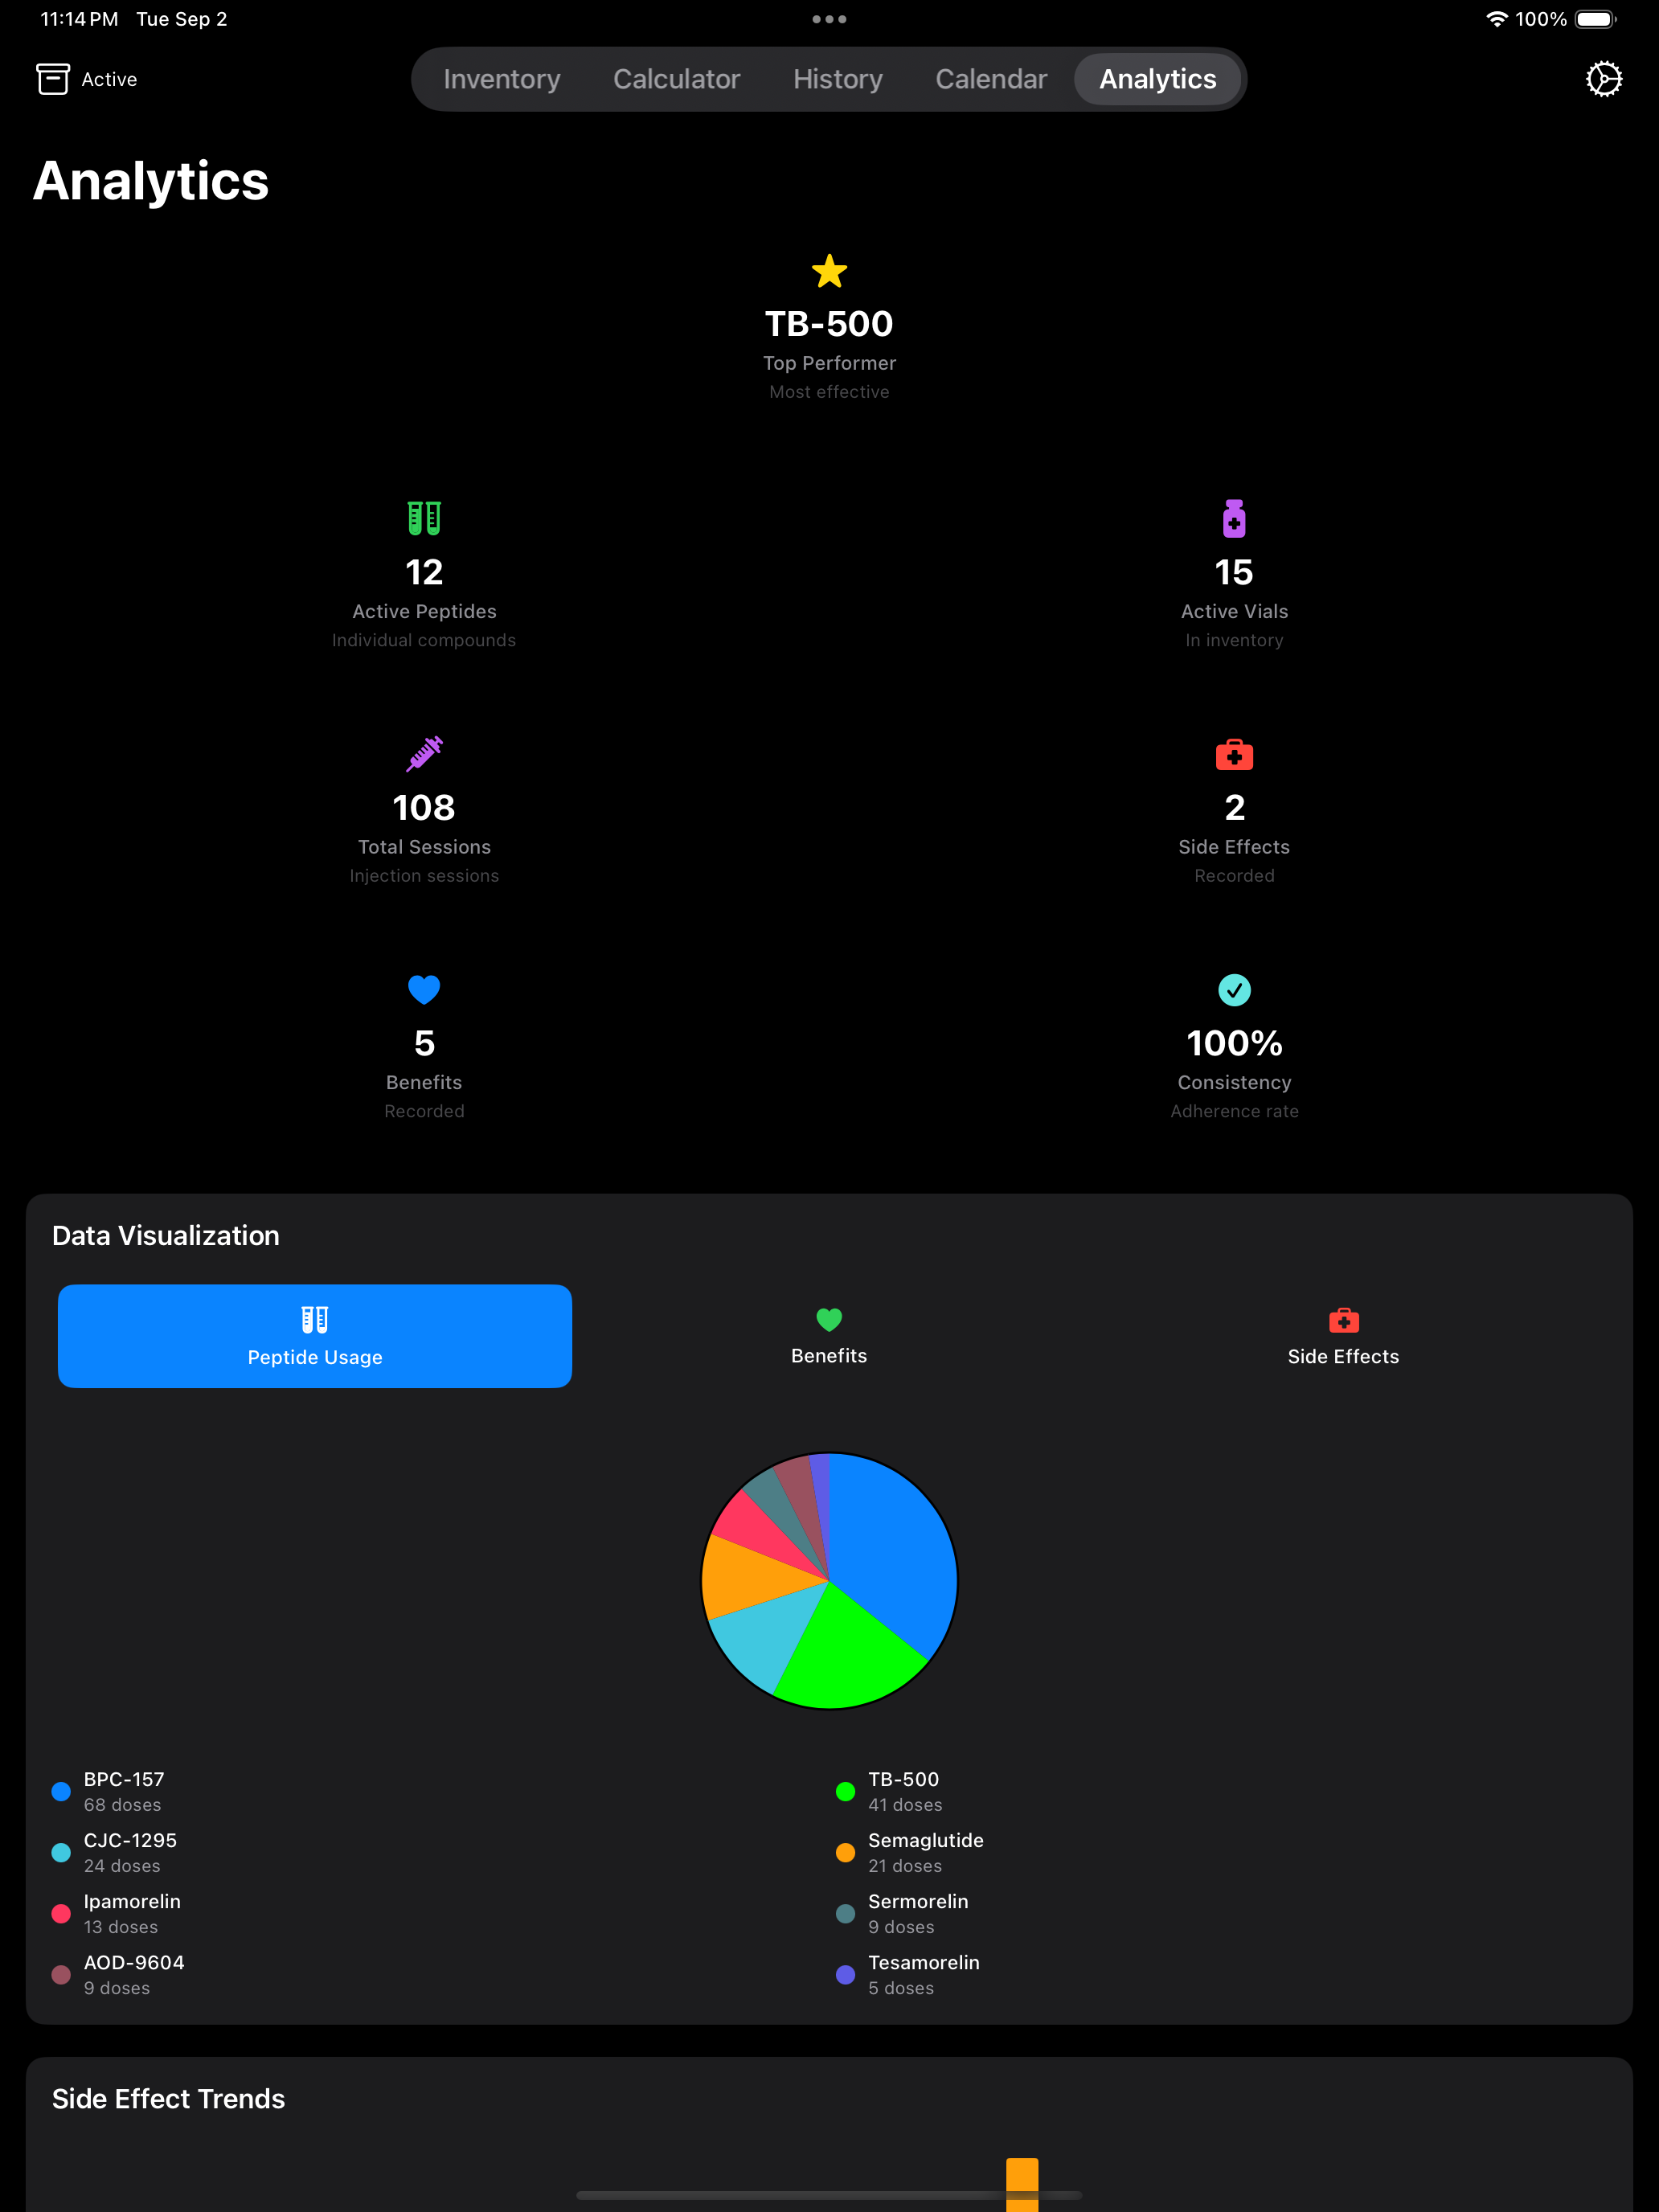 11:14 PM Tue Sep 2
100%
Active
Inventory Calculator History Calendar Analytics
Analytics
TB-500
Top Performer
Most effective
12
Active Peptides
Individual compounds
15
Active Vials
In inventory
108
Total Sessions
Injection sessions
2
Side Effects
Recorded
5
Benefits
Recorded
100%
Consistency
Adherence rate
Data Visualization
Peptide Usage
Benefits
Side Effects
BPC-157
68 doses
TB-500
41 doses
CJC-1295
24 doses
Semaglutide
21 doses
Ipamorelin
13 doses
Sermorelin
9 doses
AOD-9604
9 doses
Tesamorelin
5 doses
Side Effect Trends